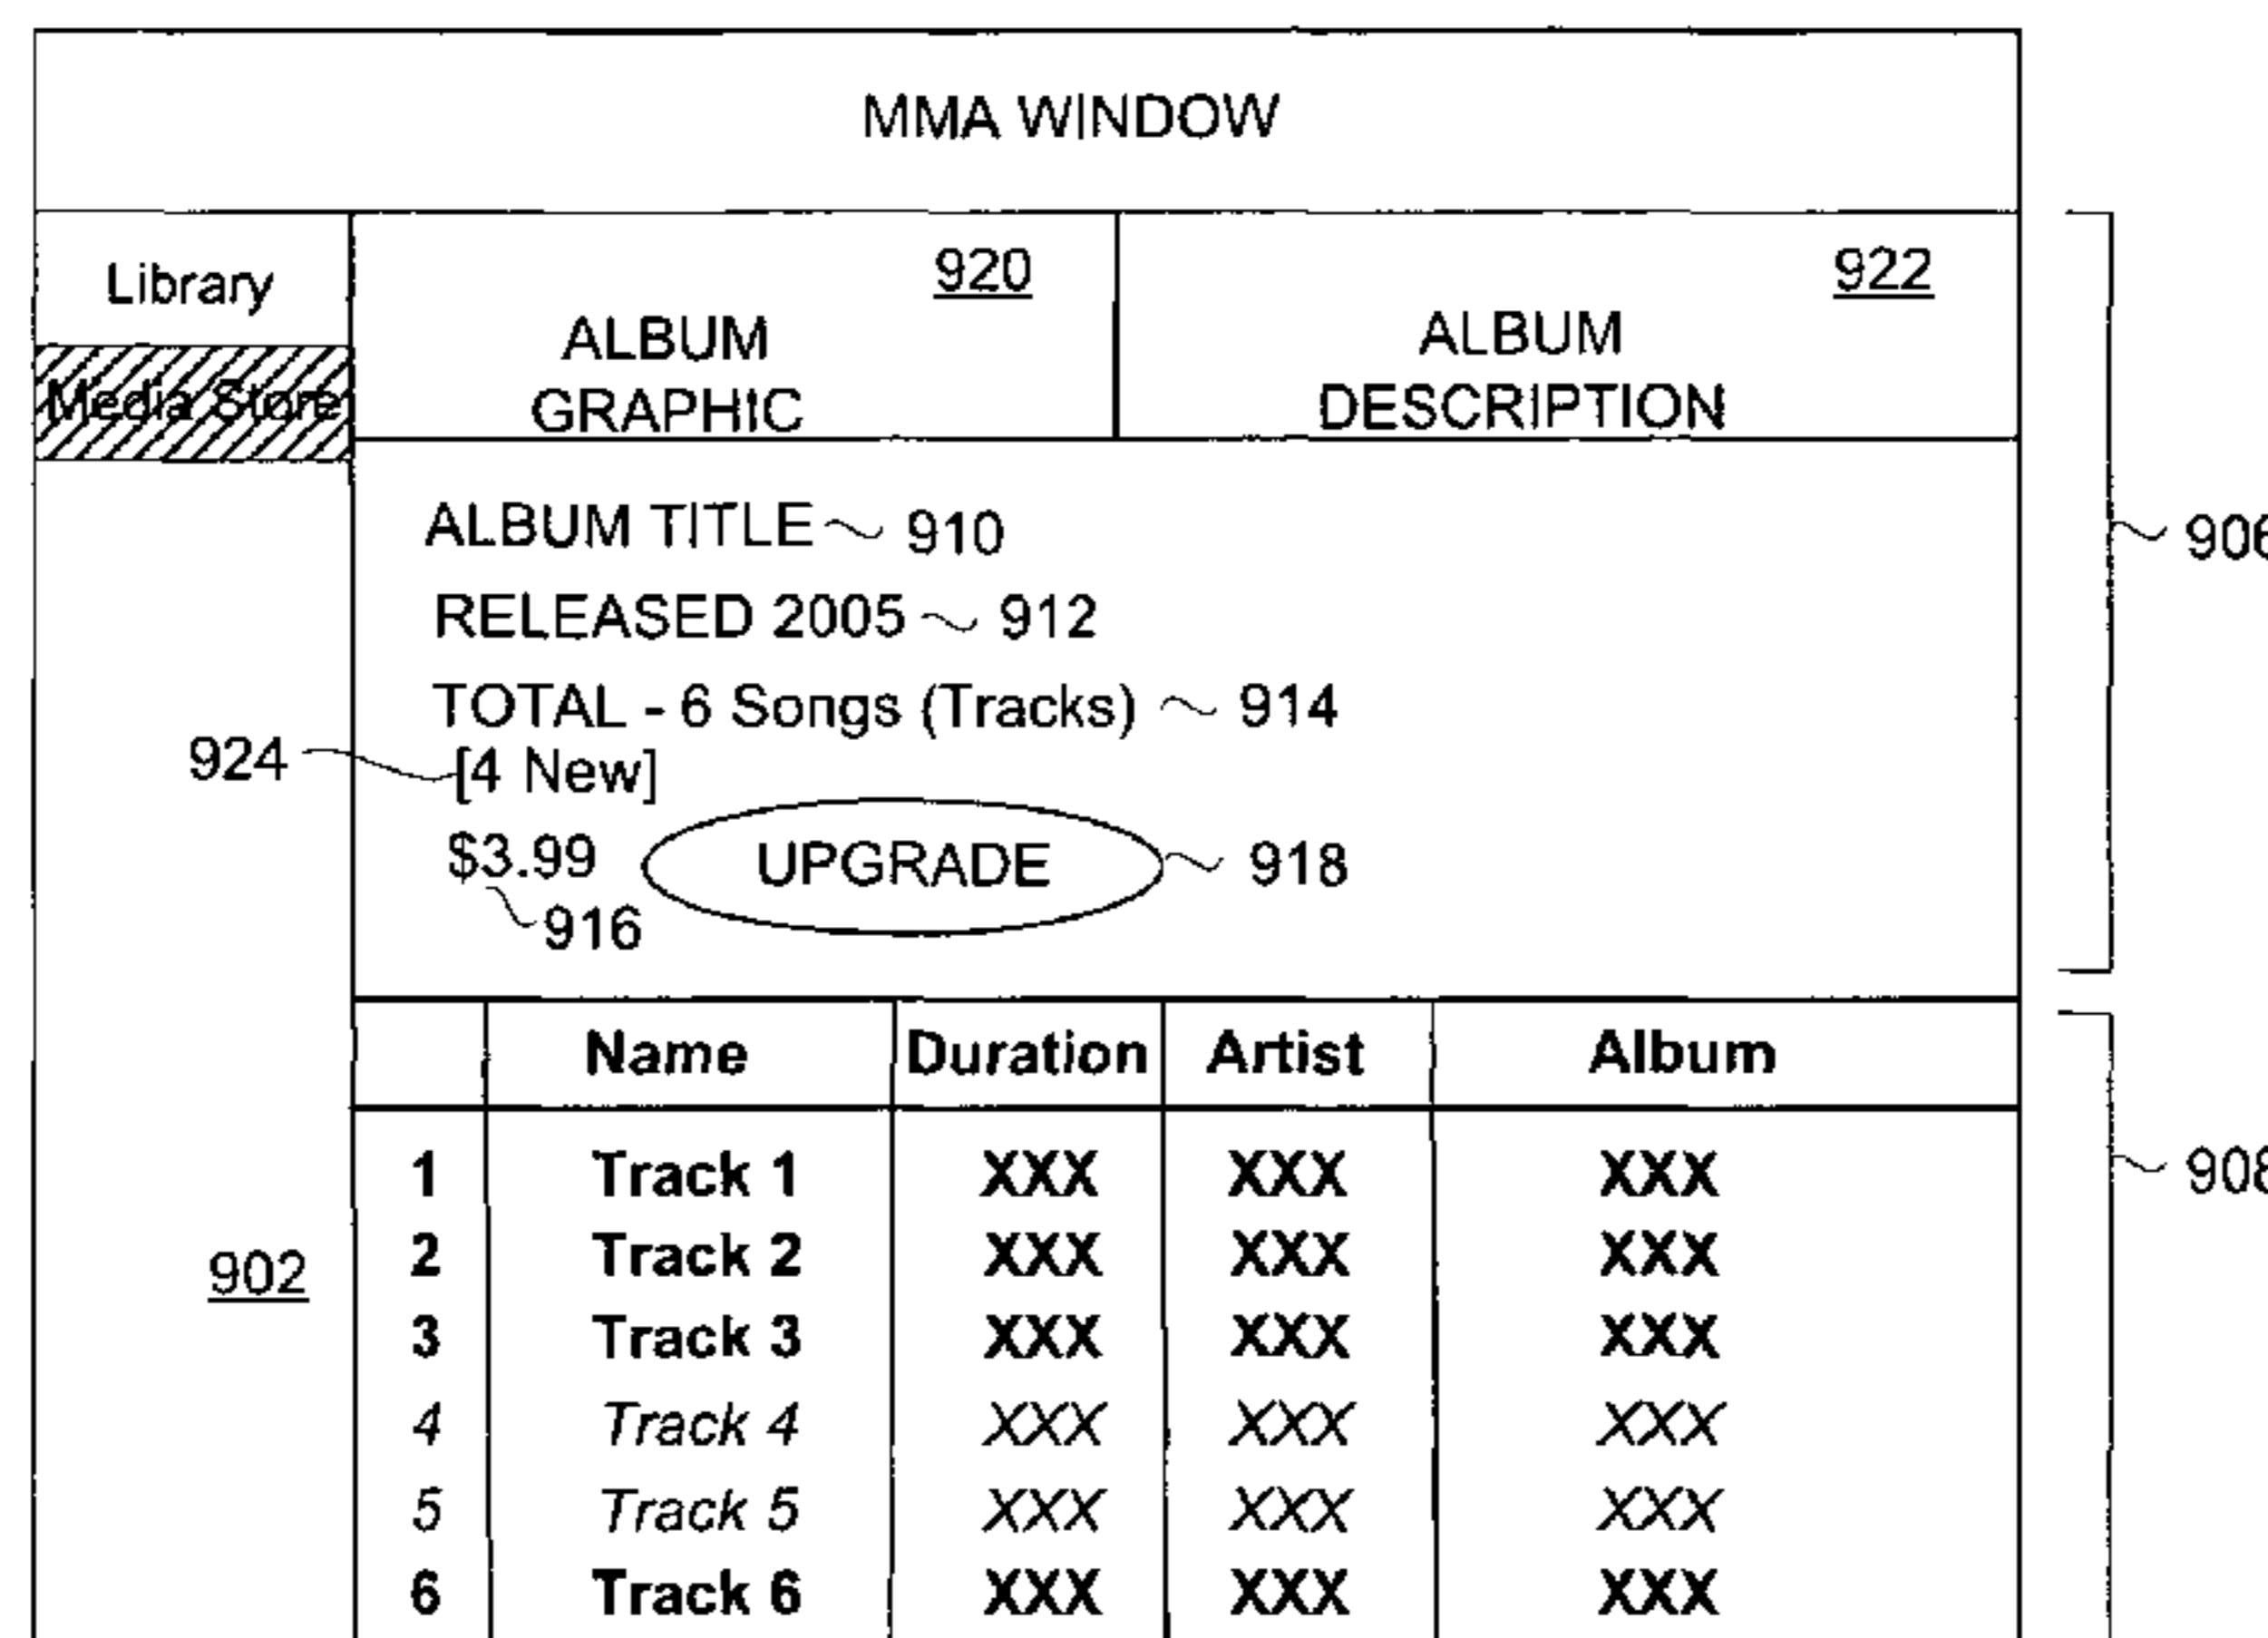 MMA WINDOW
Library
Media Store
920
ALBUM
GRAPHIC
922
ALBUM
DESCRIPTION
ALBUM TITLE 910
RELEASED 2005 912
TOTAL - 6 Songs (Tracks) 914
924 [4 New]
$3.99 UPGRADE 918
916
906
Name Duration Artist Album
1 Track 1 XXX XXX XXX
908
2 Track 2 XXX XXX XXX
902
3 Track 3 XXX XXX XXX
4 Track 4 XXX XXX XXX
5 Track 5 XXX XXX XXX
6 Track 6 XXX XXX XXX